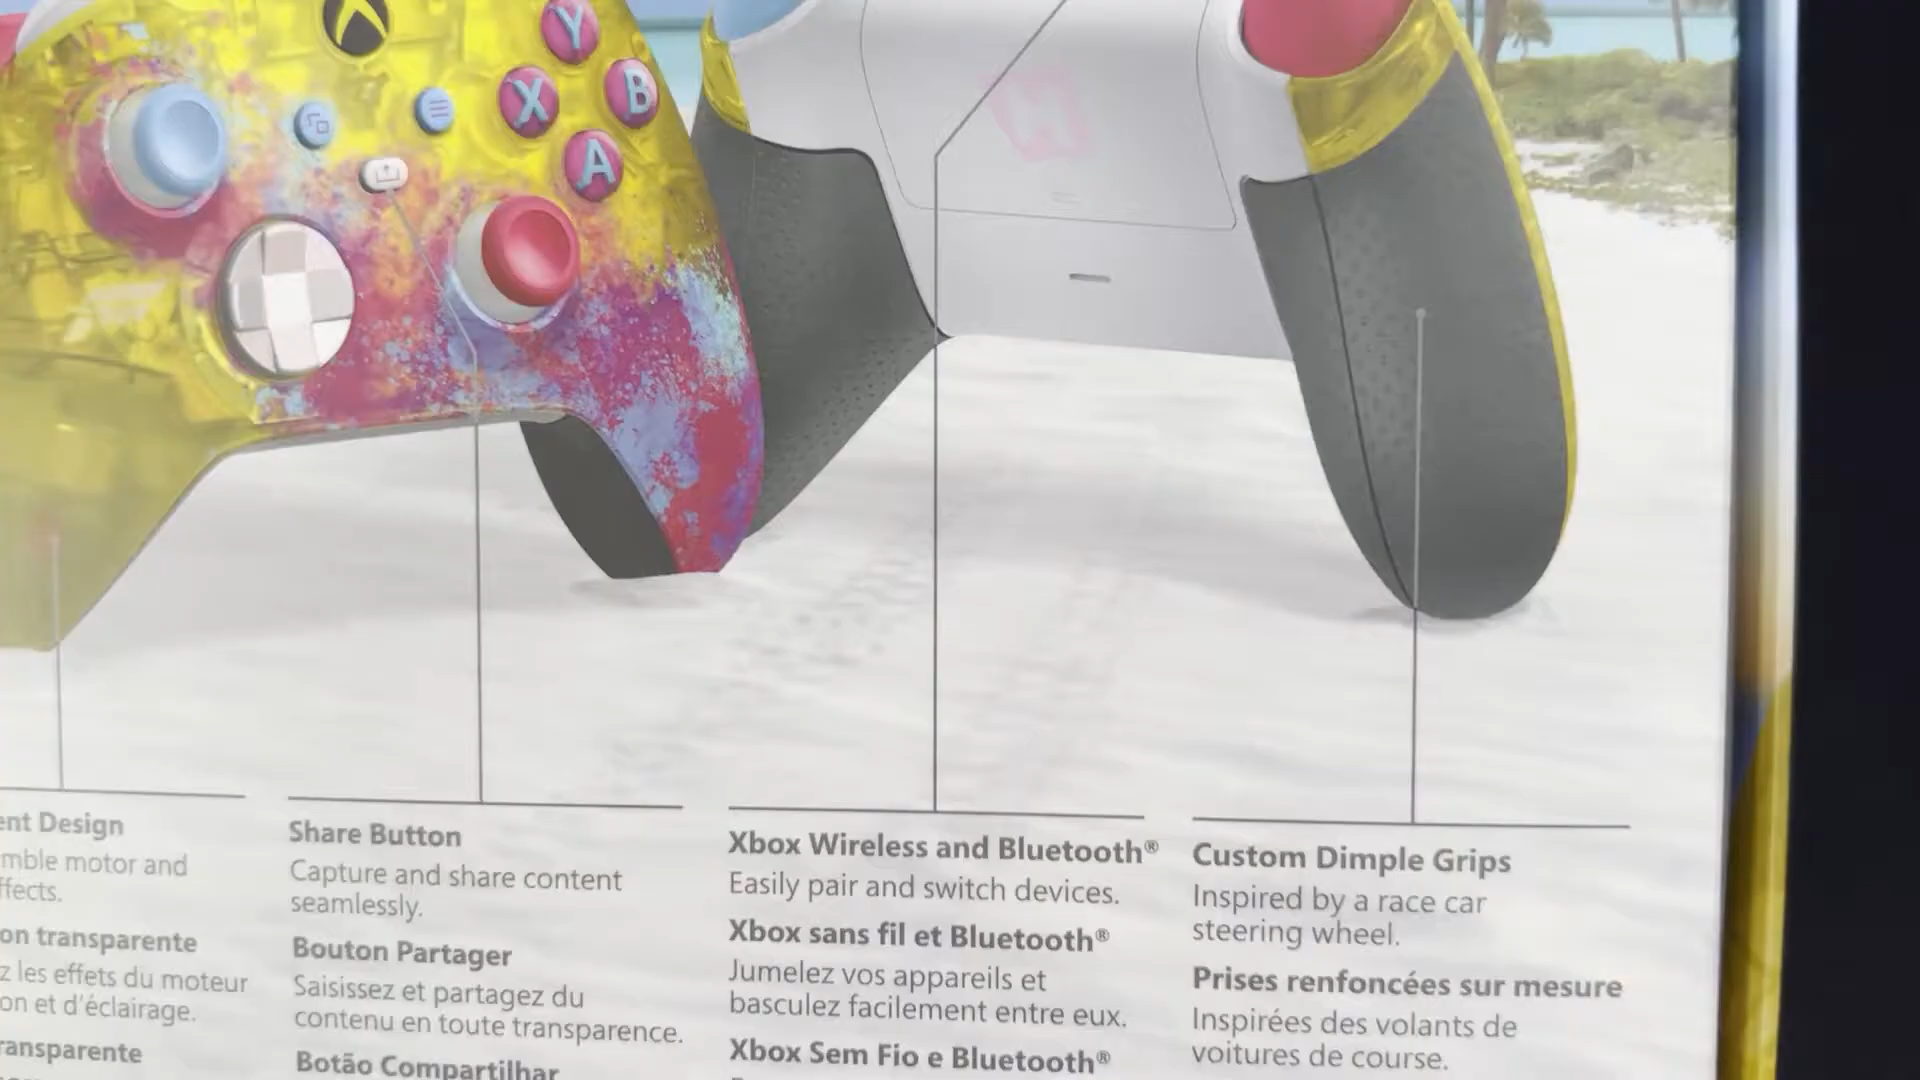 Y
X
B
A
ent Design
mble motor and
ffects.
on transparente
z les effets du moteur
on et d'éclairage.
ransparente
Share Button
Capture and share content
seamlessly.
Bouton Partager
Saisissez et partagez du
contenu en toute transparence.
Botão Compartilhar
Xbox Wireless and Bluetooth®
Easily pair and switch devices.
Xbox sans fil et Bluetooth®
Jumelez vos appareils et
basculez facilement entre eux.
Xbox Sem Fio e Bluetooth®
Custom Dimple Grips
Inspired by a race car
steering wheel.
Prises renfoncées sur mesure
Inspirées des volants de
voitures de course.